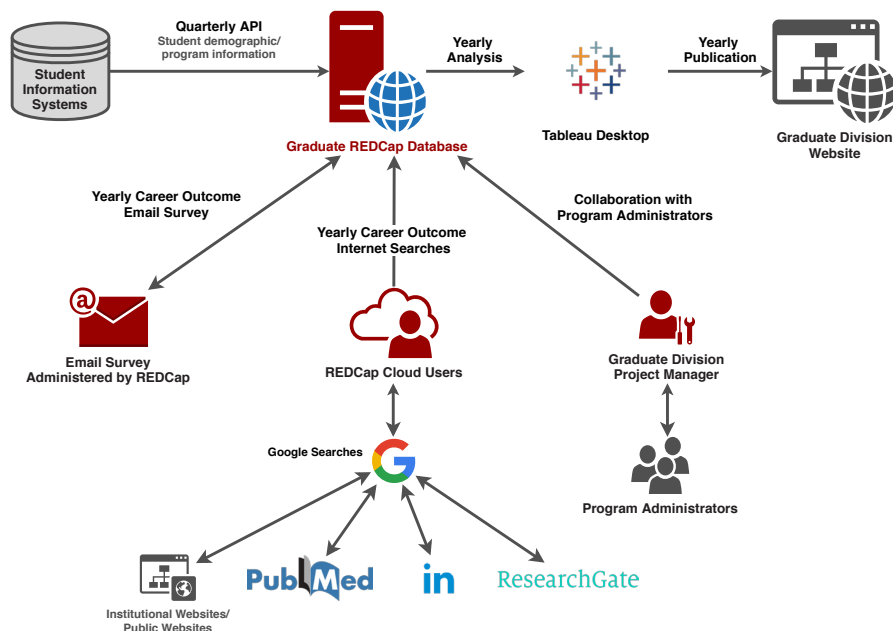 Quarterly API
Student demographic/
program information
Student
Information
Systems
Yearly
Analysis
Yearly
Publication
Tableau Desktop
Graduate Division
Website
Graduate REDCap Database
Yearly Career Outcome
Email Survey
Yearly Career Outcome
Internet Searches
Collaboration with
Program Administrators
@
Email Survey
Administered by REDCap
REDCap Cloud Users
Graduate Division
Project Manager
Google Searches
G
Program Administrators
PubMed
in
ResearchGate
Institutional Websites/
Public Websites